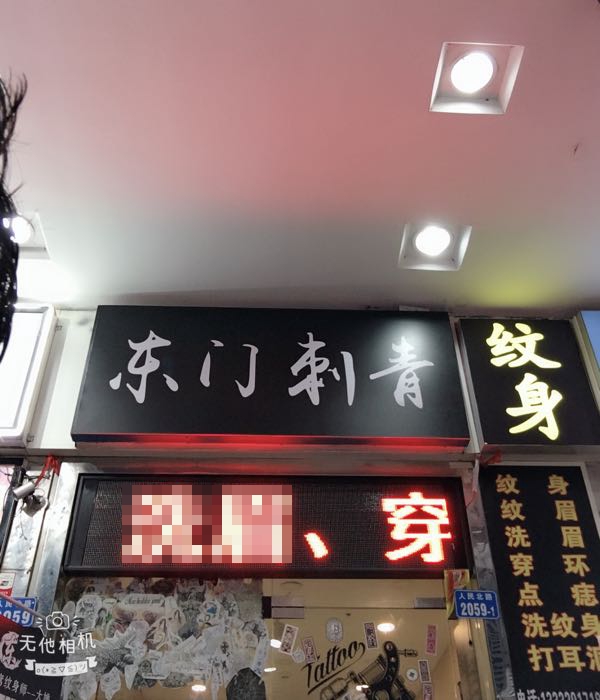 东门刺青
纹身
、穿
纹身
纹眉
洗眉
穿环
点痣
洗纹身
打耳洞
人民北路
2059-1
2059
Tattoo
无他相机